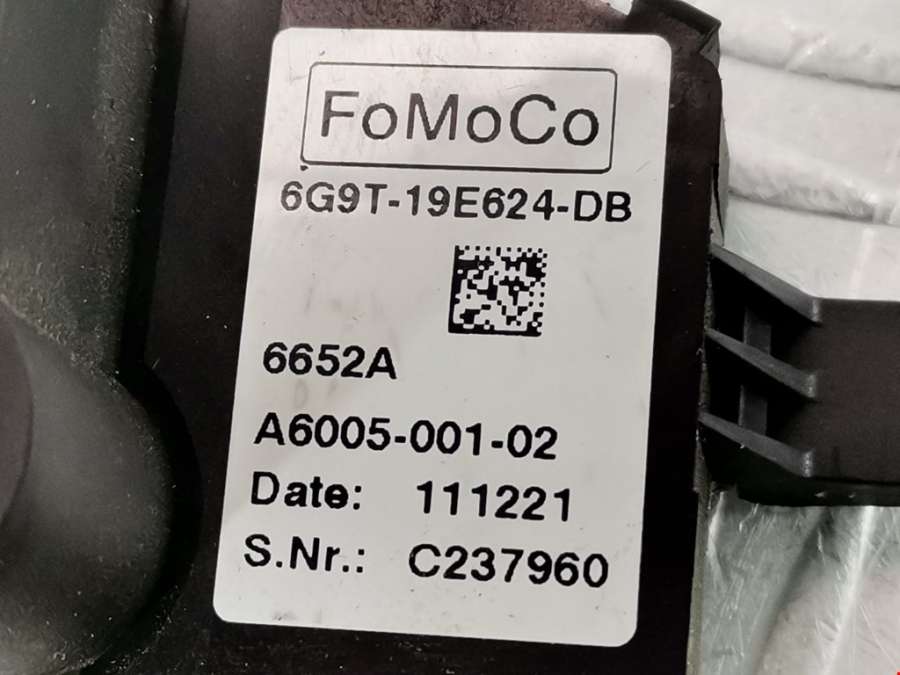 FoMoCo
6G9T-19E624-DB
6652A
A6005-001-02
Date: 111221
S.Nr.: C237960